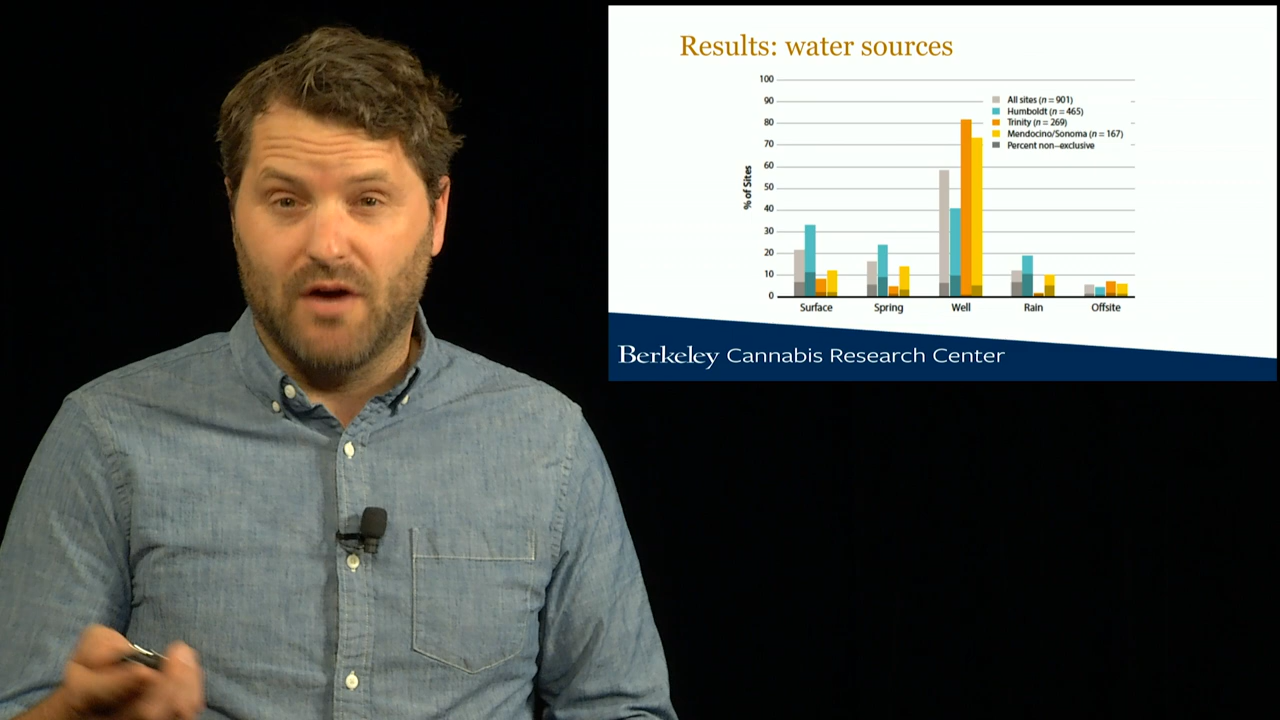 Results: water sources
100
90
80
70
60
50
40
30
20
10
0
% of Sites
All sites (n = 901)
Humboldt (n = 465)
Trinity (n = 269)
Mendocino/Sonoma (n = 167)
Percent non–exclusive
Surface Spring Well Rain Offsite
Berkeley Cannabis Research Center